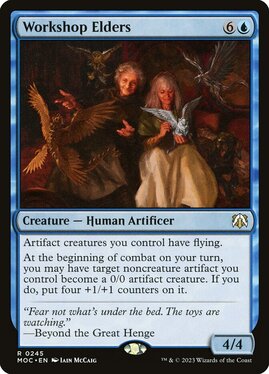 Workshop Elders 6
Creature — Human Artificer
Artifact creatures you control have flying.
At the beginning of combat on your turn,
you may have target noncreature artifact you
control become a 0/0 artifact creature. If you
do, put four +1/+1 counters on it.
“Fear not what’s under the bed. The toys are
watching.”
—Beyond the Great Henge
4/4
R 0245
MOC • EN Iain McCaig
™ & © 2023 Wizards of the Coast